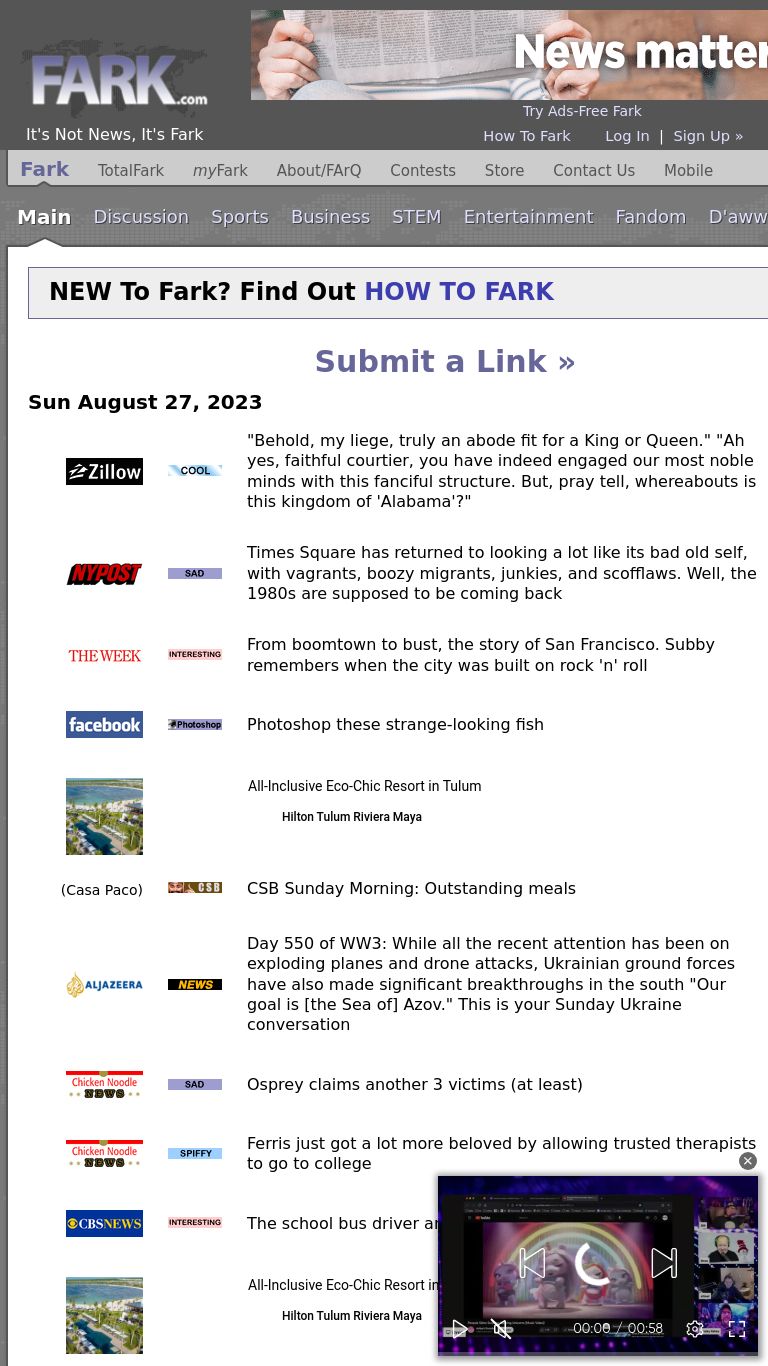 News matter
FARK.com
Try Ads-Free Fark
It's Not News, It's Fark
How To Fark Log In | Sign Up »
Fark TotalFark myFark About/FArQ Contests Store Contact Us Mobile
Main Discussion Sports Business STEM Entertainment Fandom D'aww
NEW To Fark? Find Out HOW TO FARK
Submit a Link »
Sun August 27, 2023
Zillow COOL
"Behold, my liege, truly an abode fit for a King or Queen." "Ah
yes, faithful courtier, you have indeed engaged our most noble
minds with this fanciful structure. But, pray tell, whereabouts is
this kingdom of 'Alabama'?"
NYPOST SAD
Times Square has returned to looking a lot like its bad old self,
with vagrants, boozy migrants, junkies, and scofflaws. Well, the
1980s are supposed to be coming back
THE WEEK INTERESTING
From boomtown to bust, the story of San Francisco. Subby
remembers when the city was built on rock 'n' roll
facebook Photoshop Photoshop these strange-looking fish
All-Inclusive Eco-Chic Resort in Tulum
Hilton Tulum Riviera Maya
(Casa Paco) CSB CSB Sunday Morning: Outstanding meals
ALJAZEERA NEWS
Day 550 of WW3: While all the recent attention has been on
exploding planes and drone attacks, Ukrainian ground forces
have also made significant breakthroughs in the south "Our
goal is [the Sea of] Azov." This is your Sunday Ukraine
conversation
Chicken Noodle
NEWS
SAD Osprey claims another 3 victims (at least)
Chicken Noodle
NEWS
SPIFFY
Ferris just got a lot more beloved by allowing trusted therapists
to go to college
CBSNEWS INTERESTING The school bus driver
All-Inclusive Eco-Chic Resort in
Hilton Tulum Riviera Maya
00:00 / 00:58